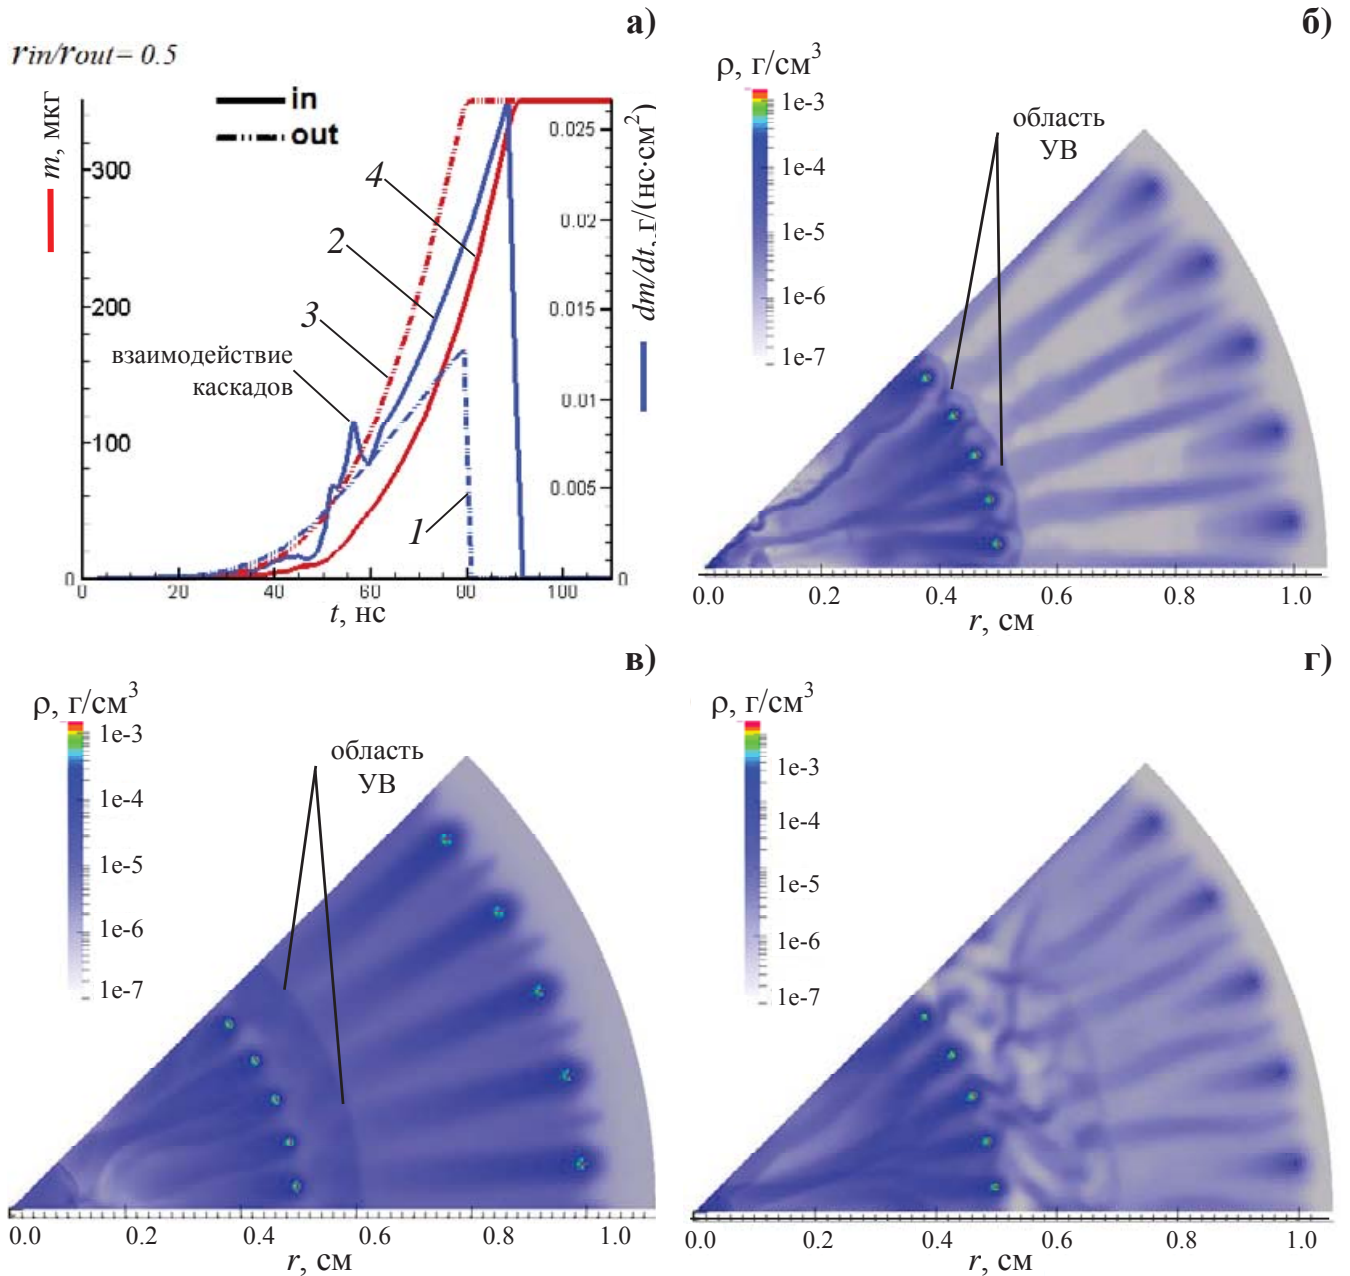 а)
rin/rout= 0.5
in
out
m, мкг
300
200
100
0
dm/dt, г/(нс·см²)
0.025
0.02
0.015
0.01
0.005
0
4
2
3
1
взаимодействие
каскадов
0
20
40
60
80
100
t, нс
б)
ρ, г/см³
1e-3
1e-4
1e-5
1e-6
1e-7
область
УВ
0.0
0.2
0.4
0.6
0.8
1.0
r, см
в)
ρ, г/см³
1e-3
1e-4
1e-5
1e-6
1e-7
область
УВ
0.0
0.2
0.4
0.6
0.8
1.0
r, см
г)
ρ, г/см³
1e-3
1e-4
1e-5
1e-6
1e-7
0.0
0.2
0.4
0.6
0.8
1.0
r, см